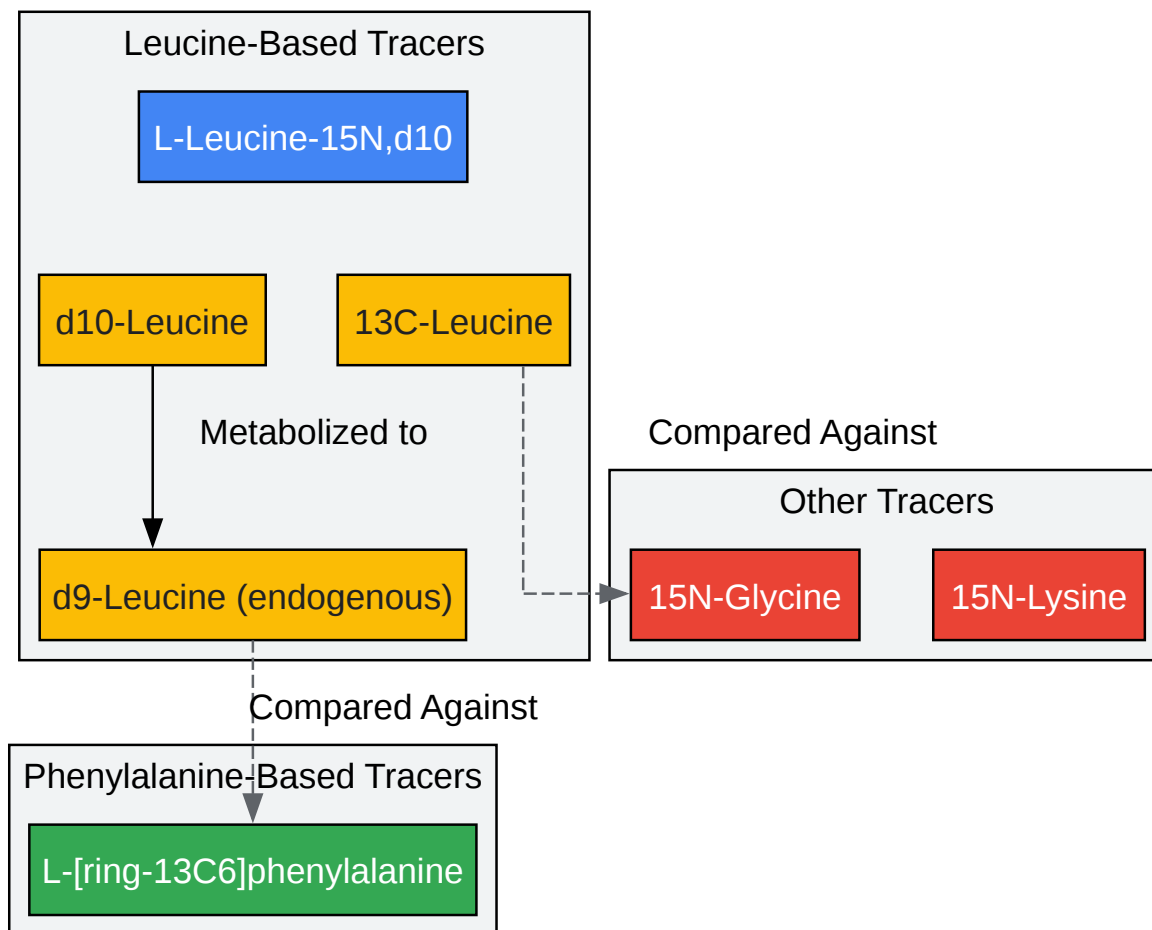 Leucine-Based Tracers
L-Leucine-15N,d10
d10-Leucine
13C-Leucine
Metabolized to
Compared Against
Other Tracers
d9-Leucine (endogenous)
15N-Glycine
15N-Lysine
Compared Against
Phenylalanine-Based Tracers
L-[ring-13C6]phenylalanine